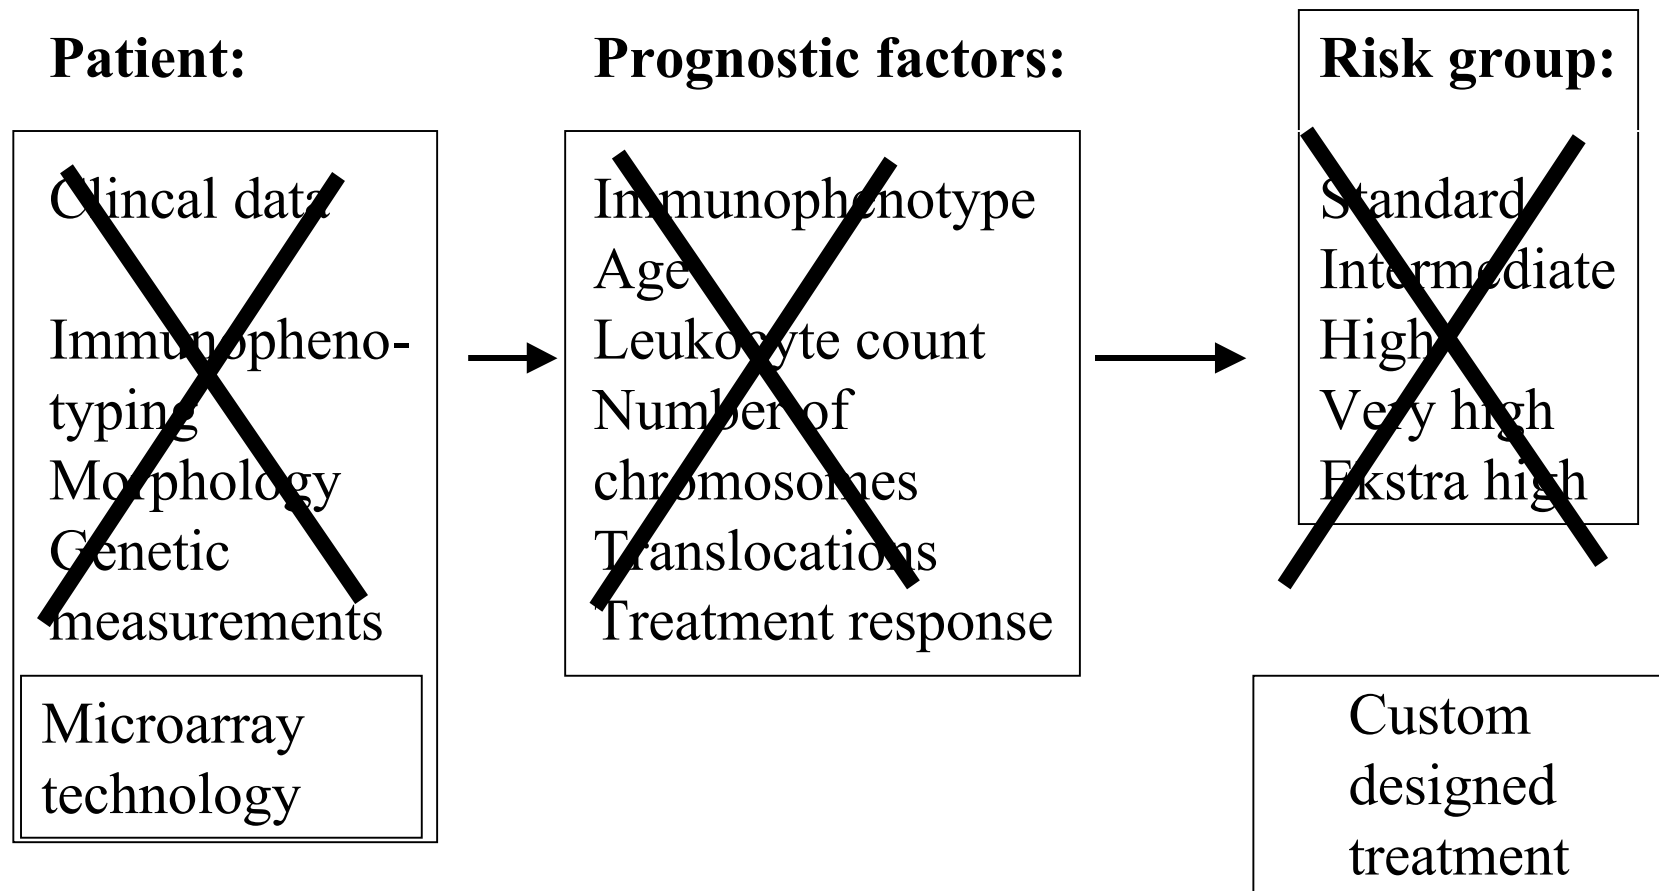 Patient:
Clincal data
Immunopheno-
typing
Morphology
Genetic
measurements
Microarray
technology
Prognostic factors:
Immunophenotype
Age
Leukocyte count
Number of
chromosomes
Translocations
Treatment response
Risk group:
Standard
Intermediate
High
Very high
Ekstra high
Custom
designed
treatment